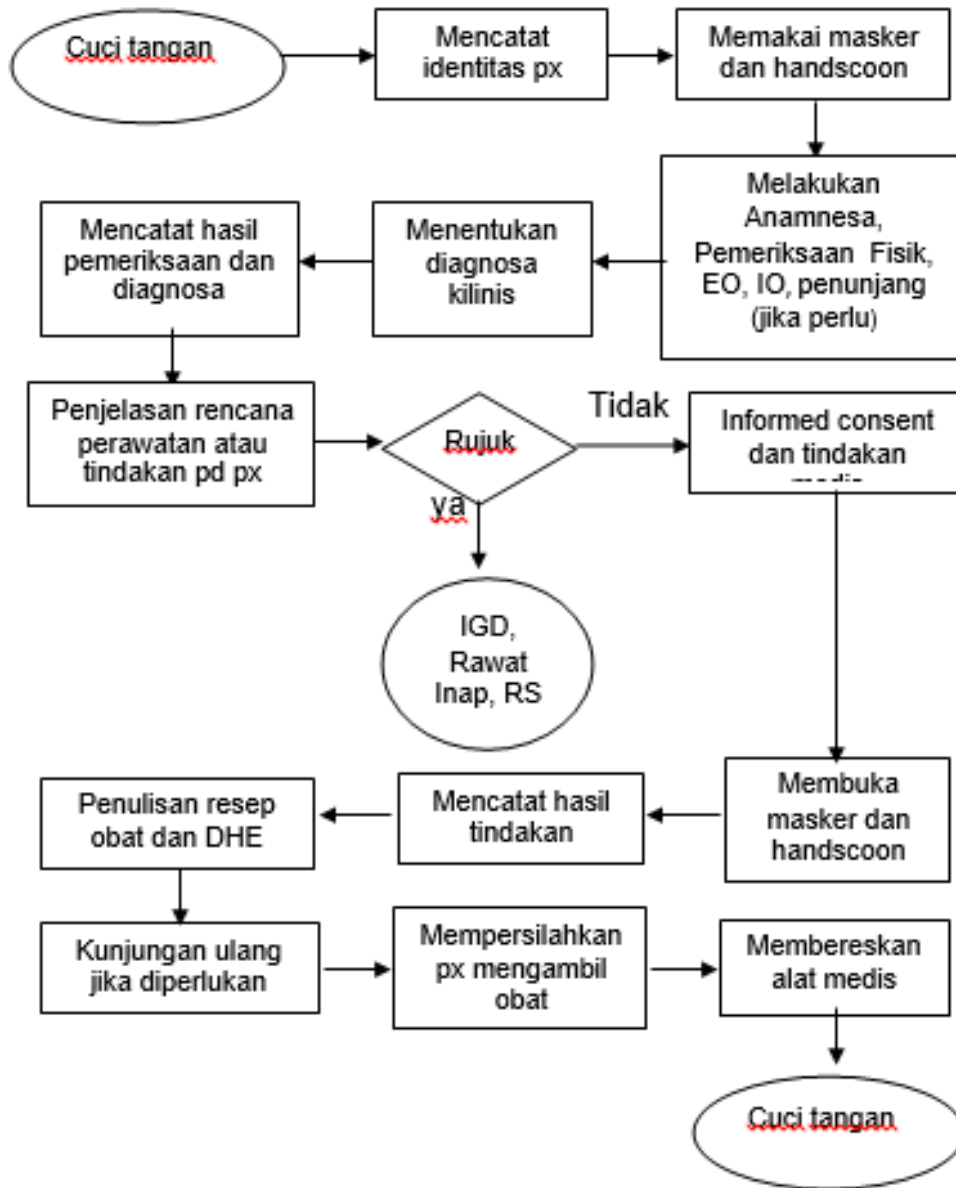 Cuci tangan
Mencatat
identitas px
Memakai masker
dan handscoon
Melakukan
Anamnesa,
Pemeriksaan Fisik,
EO, IO, penunjang
(jika perlu)
Menentukan
diagnosa
kilinis
Mencatat hasil
pemeriksaan dan
diagnosa
Penjelasan rencana
perawatan atau
tindakan pd px
Rujuk
Tidak
Informed consent
dan tindakan
ya
IGD,
Rawat
Inap, RS
Membuka
masker dan
handscoon
Mencatat hasil
tindakan
Penulisan resep
obat dan DHE
Kunjungan ulang
jika diperlukan
Mempersilahkan
px mengambil
obat
Membereskan
alat medis
Cuci tangan